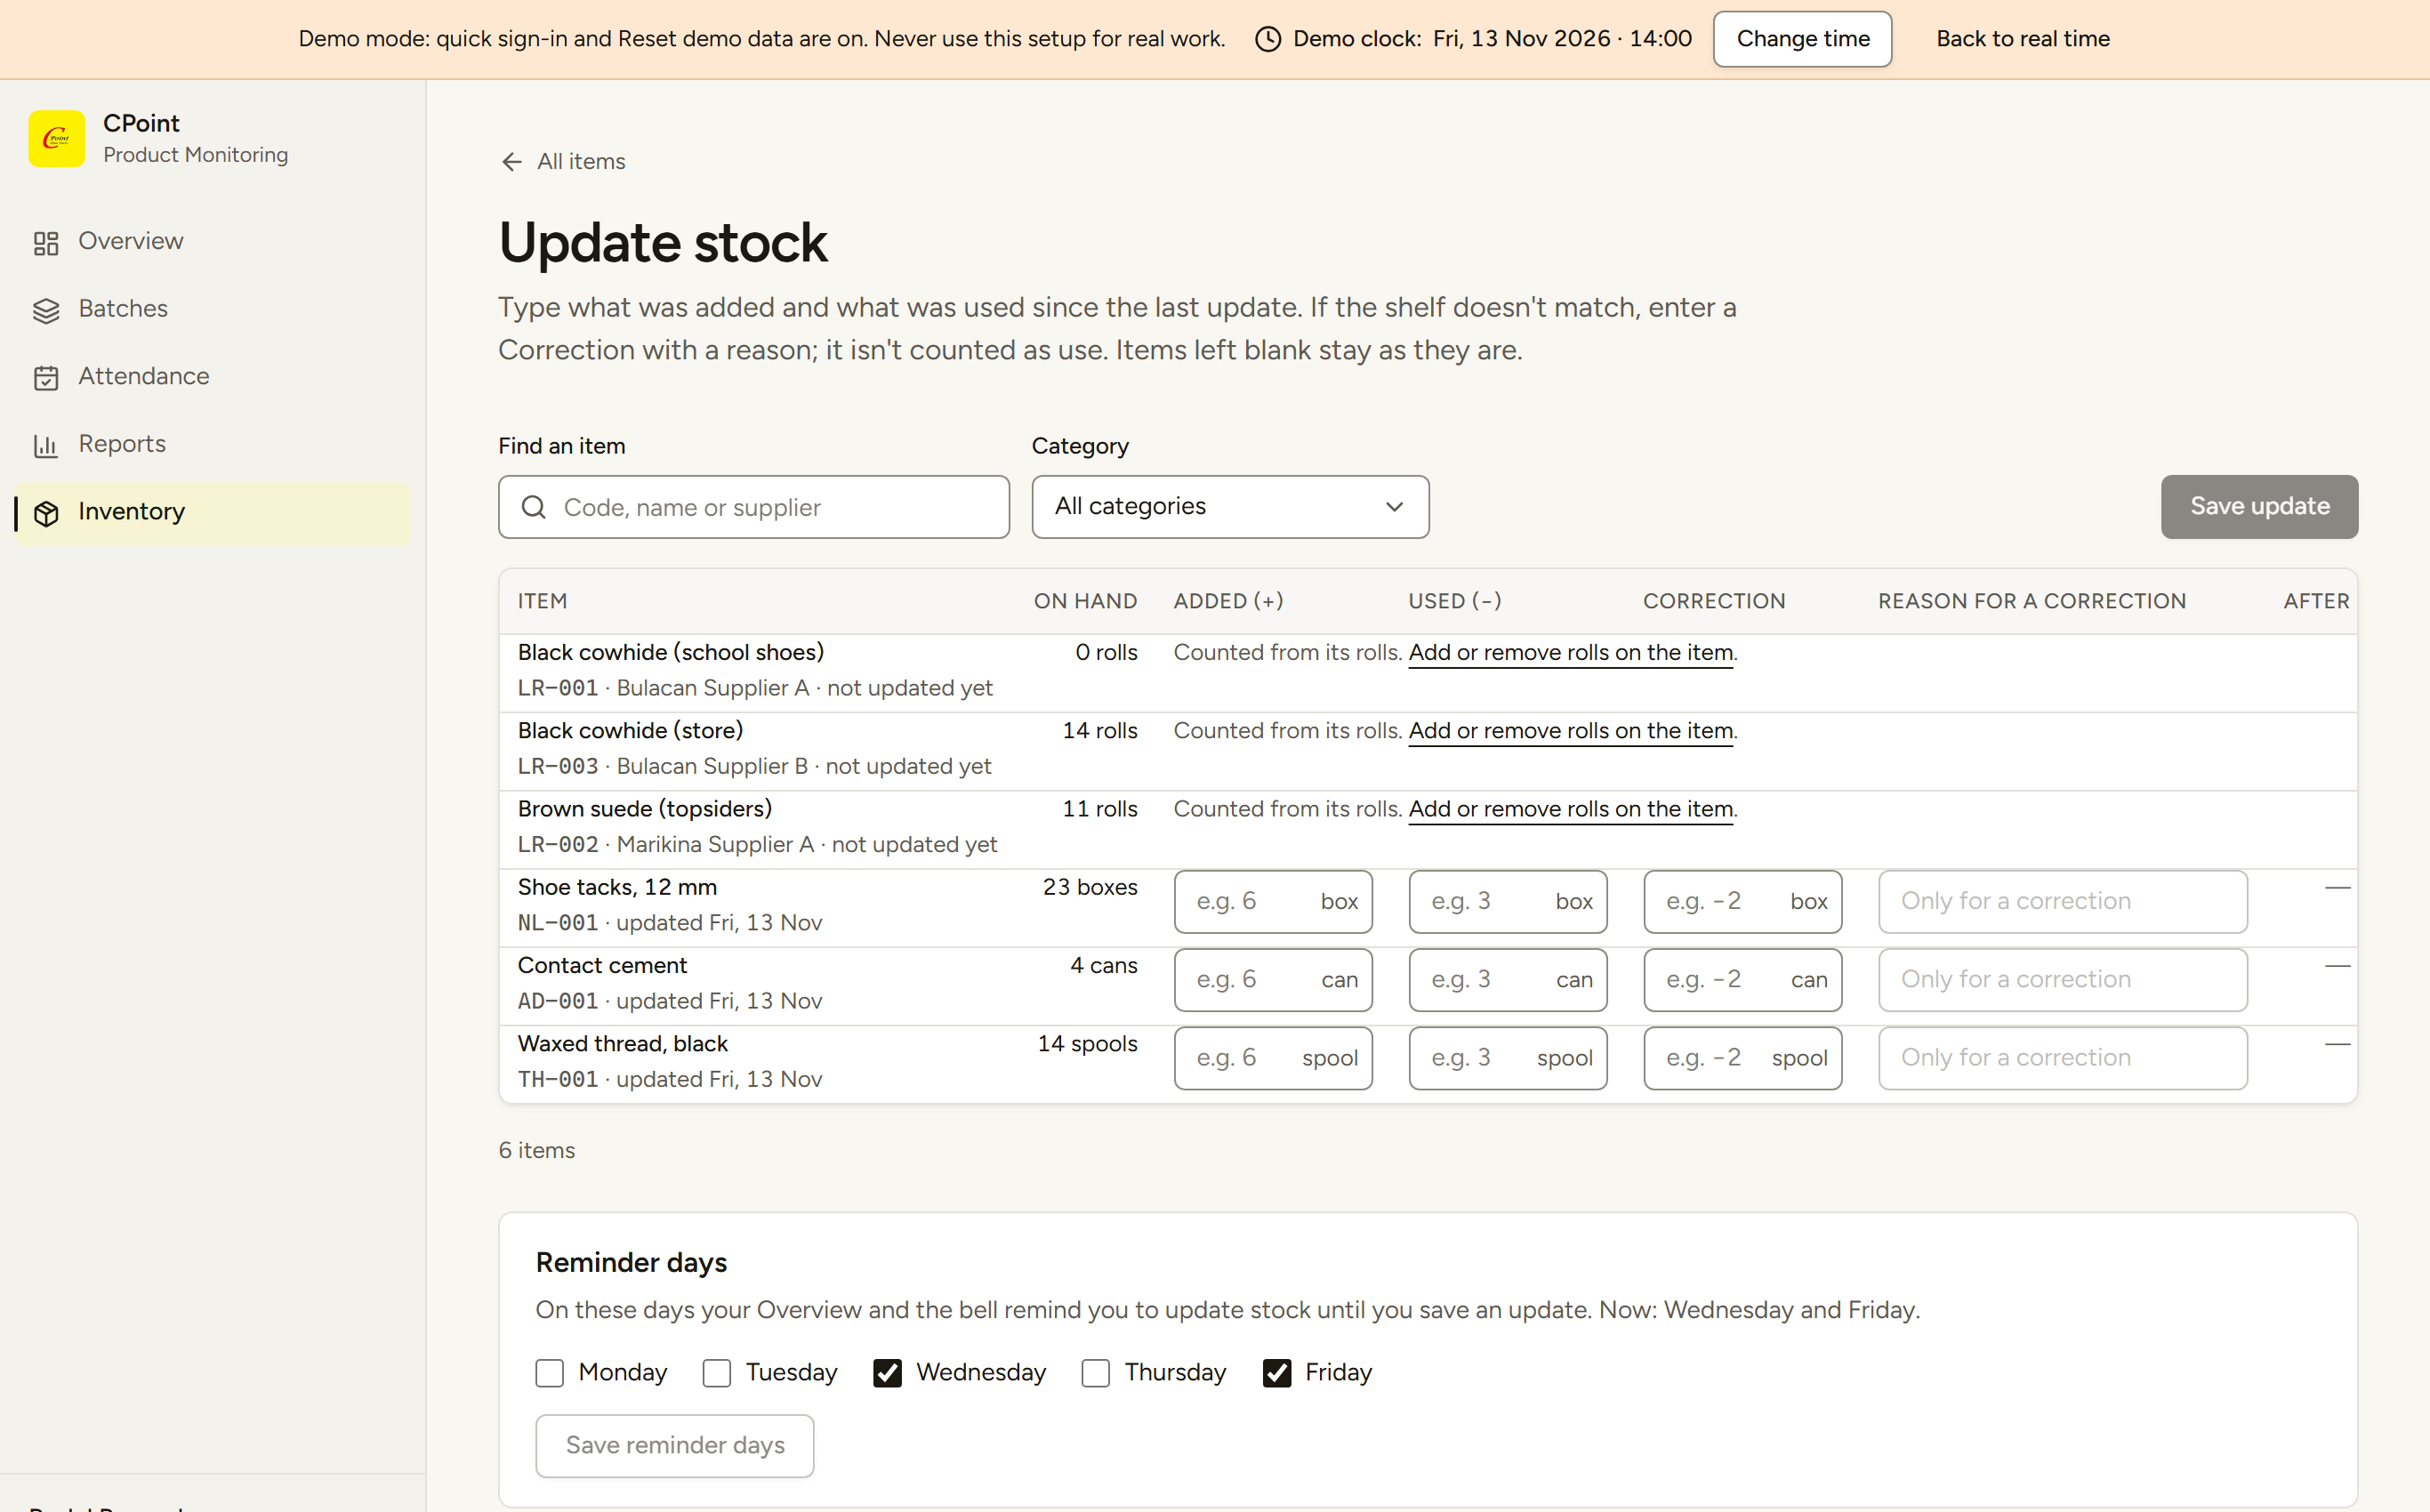 Demo mode: quick sign-in and Reset demo data are on. Never use this setup for real work. Demo clock: Fri, 13 Nov 2026 · 14:00 Change time Back to real time
CPoint
Product Monitoring
Overview
Batches
Attendance
Reports
Inventory
← All items
Update stock
Type what was added and what was used since the last update. If the shelf doesn't match, enter a
Correction with a reason; it isn't counted as use. Items left blank stay as they are.
Find an item Category
Code, name or supplier All categories Save update
ITEM ON HAND ADDED (+) USED (−) CORRECTION REASON FOR A CORRECTION AFTER
Black cowhide (school shoes) 0 rolls Counted from its rolls. Add or remove rolls on the item.
LR-001 · Bulacan Supplier A · not updated yet
Black cowhide (store) 14 rolls Counted from its rolls. Add or remove rolls on the item.
LR-003 · Bulacan Supplier B · not updated yet
Brown suede (topsiders) 11 rolls Counted from its rolls. Add or remove rolls on the item.
LR-002 · Marikina Supplier A · not updated yet
Shoe tacks, 12 mm 23 boxes e.g. 6 box e.g. 3 box e.g. −2 box Only for a correction —
NL-001 · updated Fri, 13 Nov
Contact cement 4 cans e.g. 6 can e.g. 3 can e.g. −2 can Only for a correction —
AD-001 · updated Fri, 13 Nov
Waxed thread, black 14 spools e.g. 6 spool e.g. 3 spool e.g. −2 spool Only for a correction —
TH-001 · updated Fri, 13 Nov
6 items
Reminder days
On these days your Overview and the bell remind you to update stock until you save an update. Now: Wednesday and Friday.
Monday Tuesday Wednesday Thursday Friday
Save reminder days